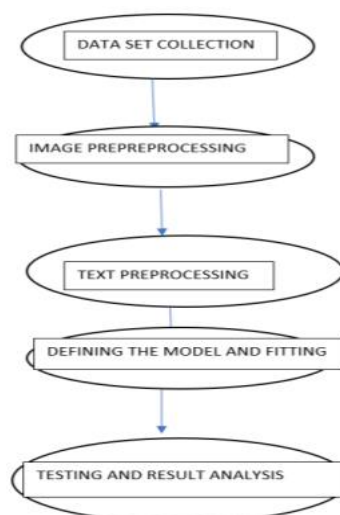 DATA SET COLLECTION
IMAGE PREPREPROCESSING
TEXT PREPROCESSING
DEFINING THE MODEL AND FITTING
TESTING AND RESULT ANALYSIS